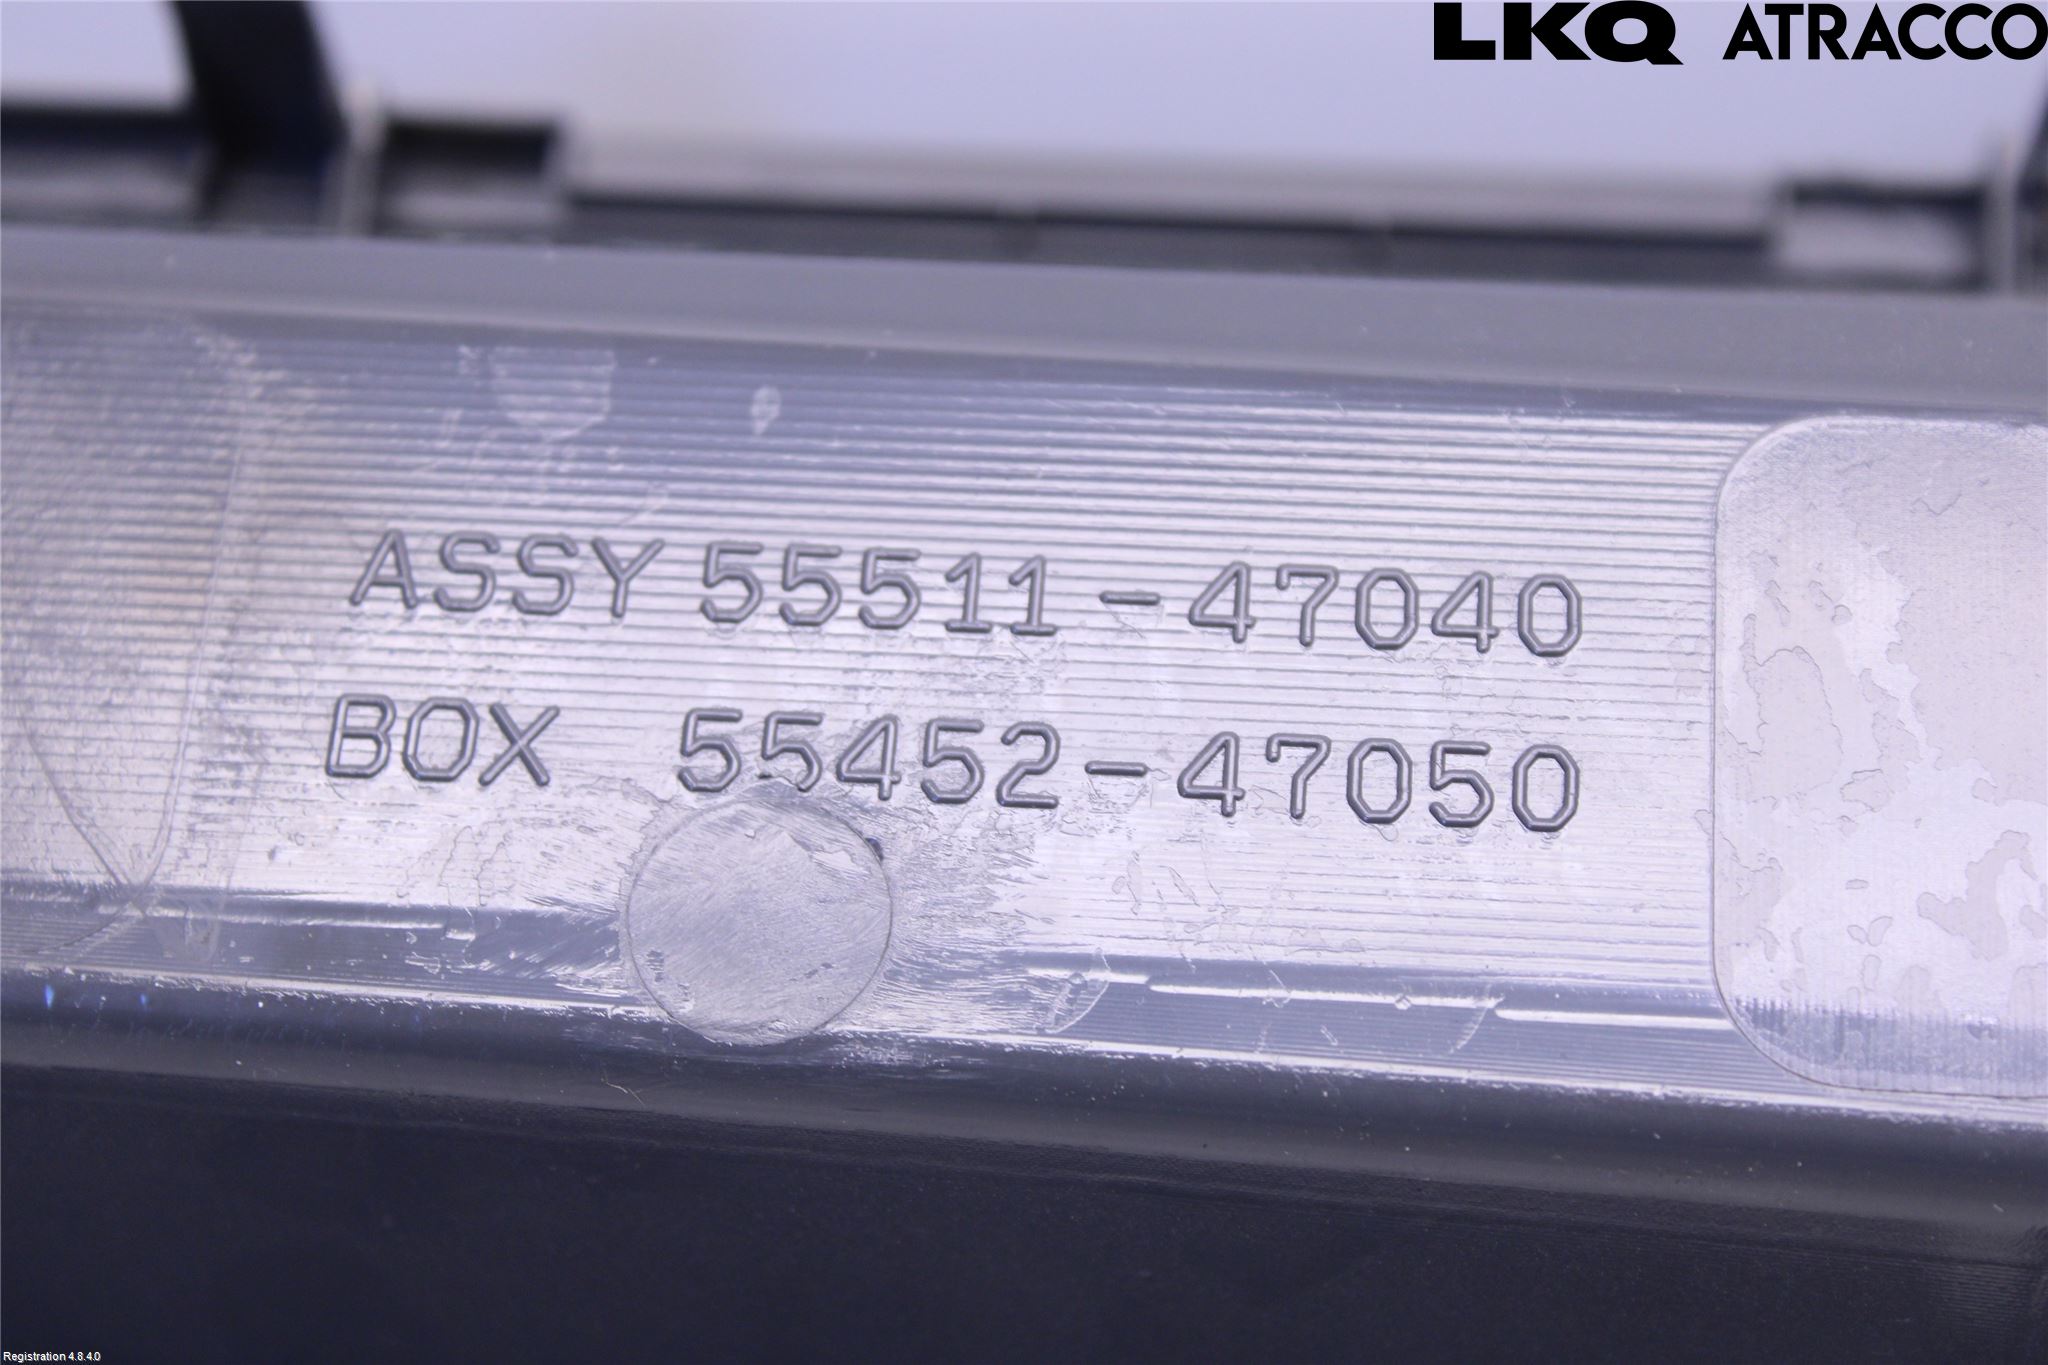 LKQ ATRACCO
ASSY 55511-47040
BOX 55452-47050
Registration 4.8.4.0